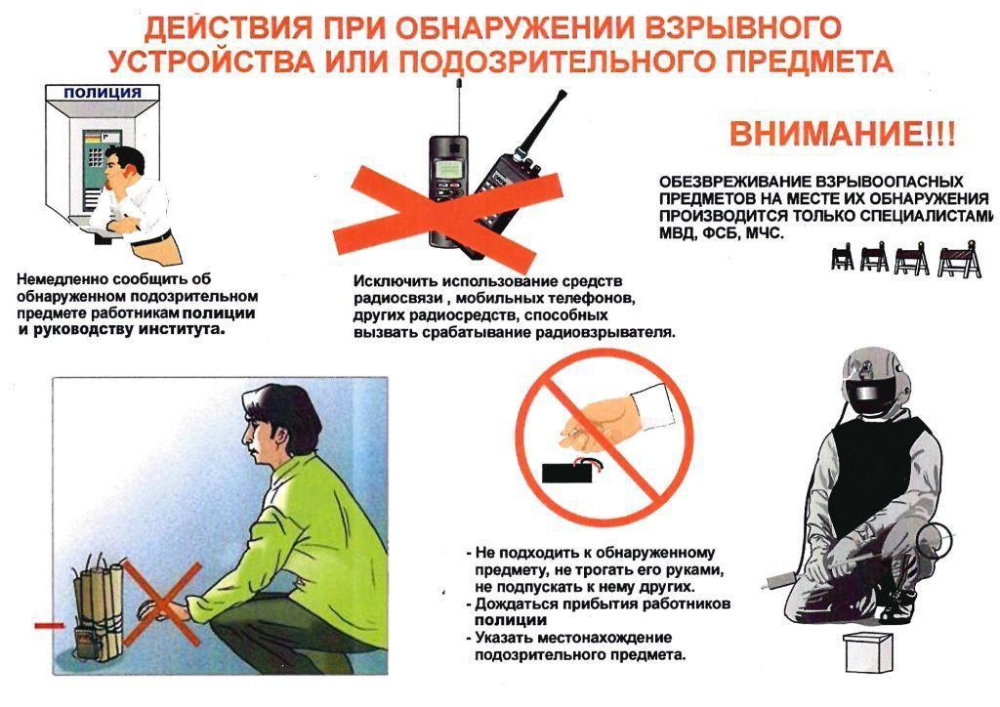 ДЕЙСТВИЯ ПРИ ОБНАРУЖЕНИИ ВЗРЫВНОГО
УСТРОЙСТВА ИЛИ ПОДОЗРИТЕЛЬНОГО ПРЕДМЕТА
ПОЛИЦИЯ
Немедленно сообщить об
обнаруженном подозрительном
предмете работникам полиции
и руководству института.
Исключить использование средств
радиосвязи , мобильных телефонов,
других радиосредств, способных
вызвать срабатывание радиовзрывателя.
ВНИМАНИЕ!!!
ОБЕЗВРЕЖИВАНИЕ ВЗРЫВООПАСНЫХ
ПРЕДМЕТОВ НА МЕСТЕ ИХ ОБНАРУЖЕНИЯ
ПРОИЗВОДИТСЯ ТОЛЬКО СПЕЦИАЛИСТАМИ
МВД, ФСБ, МЧС.
- Не подходить к обнаруженному
предмету, не трогать его руками,
не подпускать к нему других.
- Дождаться прибытия работников
полиции
- Указать местонахождение
подозрительного предмета.